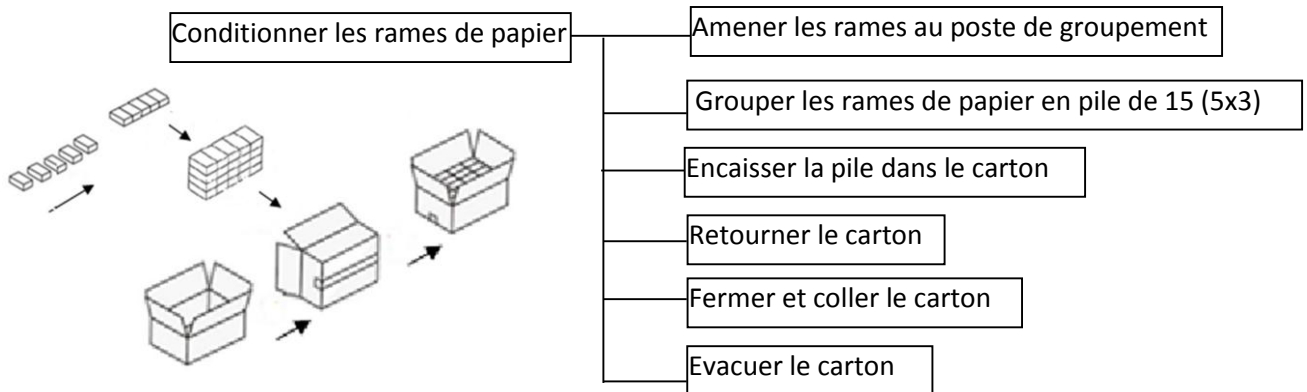 Conditionner les rames de papier
Amener les rames au poste de groupement
Grouper les rames de papier en pile de 15 (5x3)
Encaisser la pile dans le carton
Retourner le carton
Fermer et coller le carton
Evacuer le carton